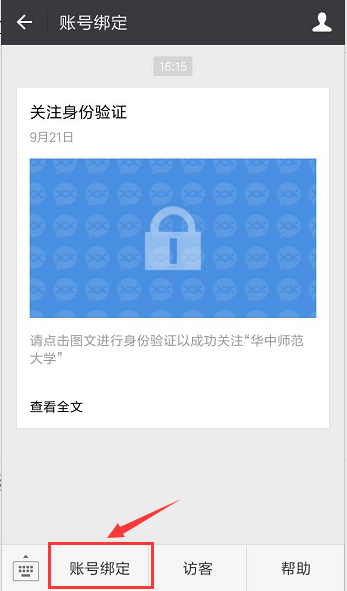 账号绑定
16:15
关注身份验证
9月21日
请点击图文进行身份验证以成功关注“华中师范
大学”
查看全文
账号绑定
访客
帮助